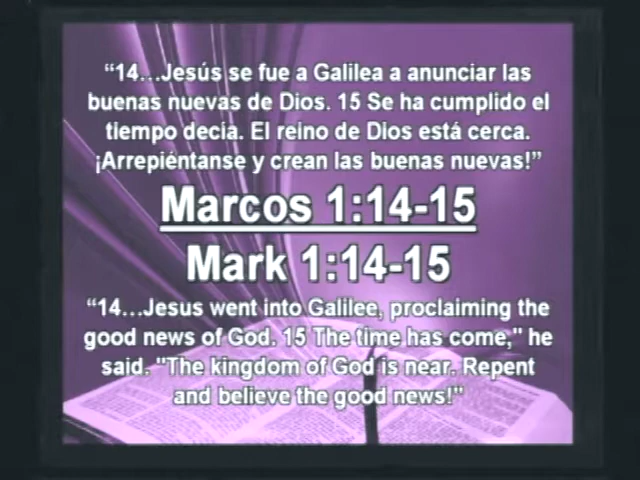 “14...Jesús se fue a Galilea a anunciar las
buenas nuevas de Dios. 15 Se ha cumplido el
tiempo decia. El reino de Dios está cerca.
¡Arrepiéntanse y crean las buenas nuevas!”
Marcos 1:14-15
Mark 1:14-15
“14...Jesus went into Galilee, proclaiming the
good news of God. 15 The time has come," he
said. "The kingdom of God is near. Repent
and believe the good news!"